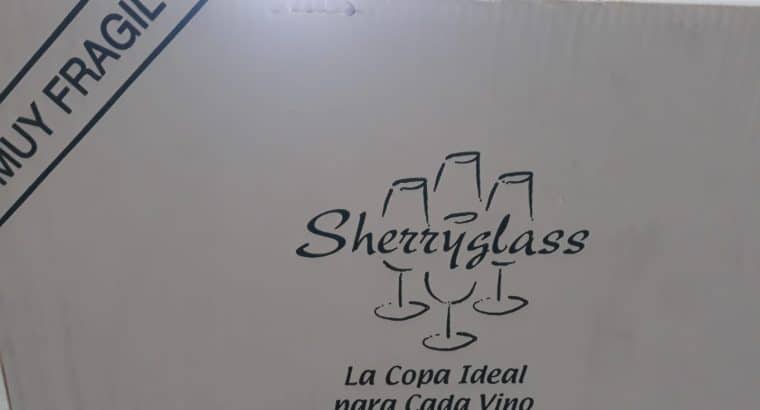 MUY FRAGIL
Sherryglass
La Copa Ideal
para Cada Vino